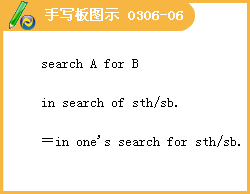 手写板图示 0306-06
search A for B
in search of sth/sb.
＝in one's search for sth/sb.